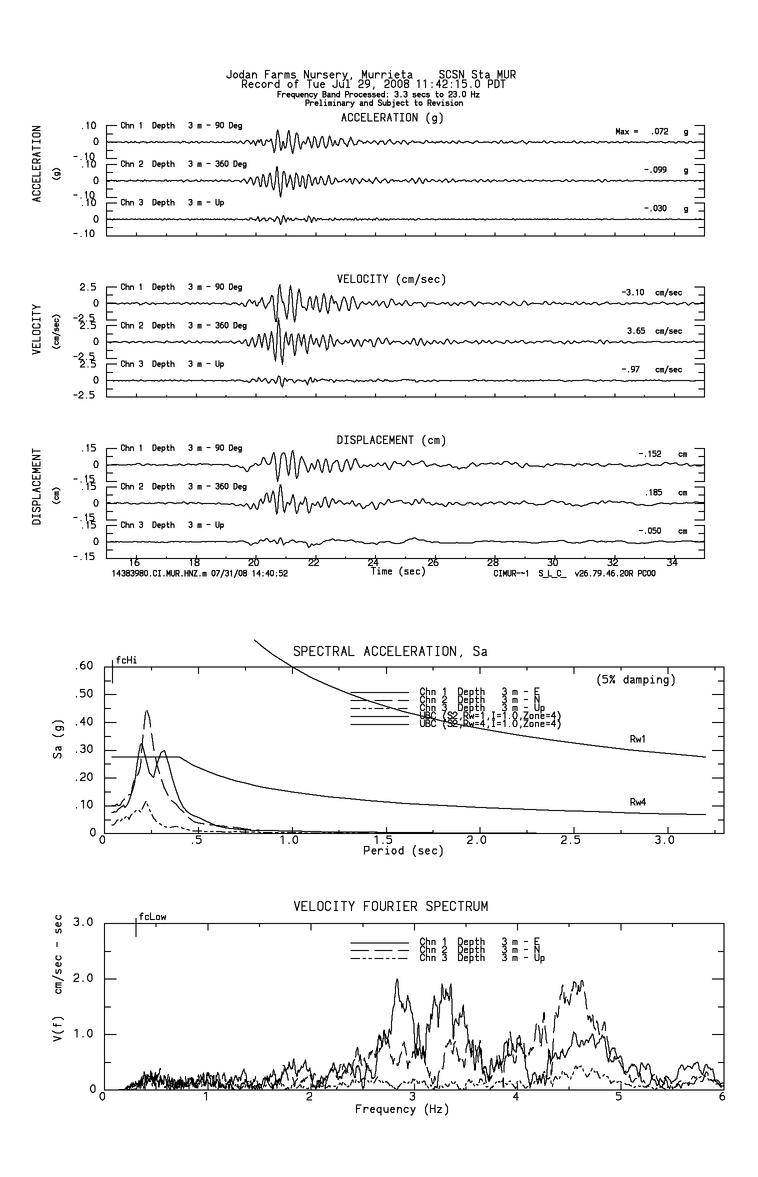 Jodan Farms Nursery, Murrieta SCSN Sta MUR
Record of Tue Jul 29, 2008 11:42:15.0 PDT
Frequency Band Processed: 3.3 secs to 23.0 Hz
Preliminary and Subject to Revision
ACCELERATION (g)
ACCELERATION
(g)
.10
0
-.10
Chn 1 Depth 3 m - 90 Deg
Max = .072 g
.10
0
-.10
Chn 2 Depth 3 m - 360 Deg
-.099 g
.10
0
-.10
Chn 3 Depth 3 m - Up
-.030 g
VELOCITY (cm/sec)
VELOCITY
(cm/sec)
2.5
0
-2.5
Chn 1 Depth 3 m - 90 Deg
-3.10 cm/sec
2.5
0
-2.5
Chn 2 Depth 3 m - 360 Deg
3.65 cm/sec
2.5
0
-2.5
Chn 3 Depth 3 m - Up
-.97 cm/sec
DISPLACEMENT (cm)
DISPLACEMENT
(cm)
.15
0
-.15
Chn 1 Depth 3 m - 90 Deg
-.152 cm
.15
0
-.15
Chn 2 Depth 3 m - 360 Deg
.185 cm
.15
0
-.15
Chn 3 Depth 3 m - Up
-.050 cm
16 18 20 22 24 26 28 30 32 34
Time (sec)
14383980.CI.MUR.HNZ.m 07/31/08 14:40:52
CIMUR--1 S_L_C_ v26.79.46.20R PC00
SPECTRAL ACCELERATION, Sa
fcHi
(5% damping)
Sa (g)
.60
.50
.40
.30
.20
.10
0
Chn 1 Depth 3 m - E
Chn 2 Depth 3 m - N
Chn 3 Depth 3 m - Up
UBC (S2,Rw=1,I=1.0,Zone=4)
UBC (S2,Rw=4,I=1.0,Zone=4)
Rw1
Rw4
0 .5 1.0 1.5 2.0 2.5 3.0
Period (sec)
VELOCITY FOURIER SPECTRUM
fcLow
V(f) cm/sec - sec
3.0
2.0
1.0
0
Chn 1 Depth 3 m - E
Chn 2 Depth 3 m - N
Chn 3 Depth 3 m - Up
0 1 2 3 4 5 6
Frequency (Hz)